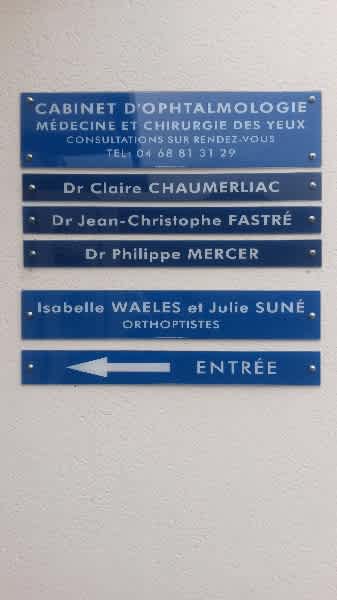 CABINET D'OPHTALMOLOGIE
MÉDECINE ET CHIRURGIE DES YEUX
CONSULTATIONS SUR RENDEZ-VOUS
TEL: 04 68 81 31 29
Dr Claire CHAUMERLIAC
Dr Jean-Christophe FASTRÉ
Dr Philippe MERCER
Isabelle WAELES et Julie SUNÉ
ORTHOPTISTES
ENTRÉE